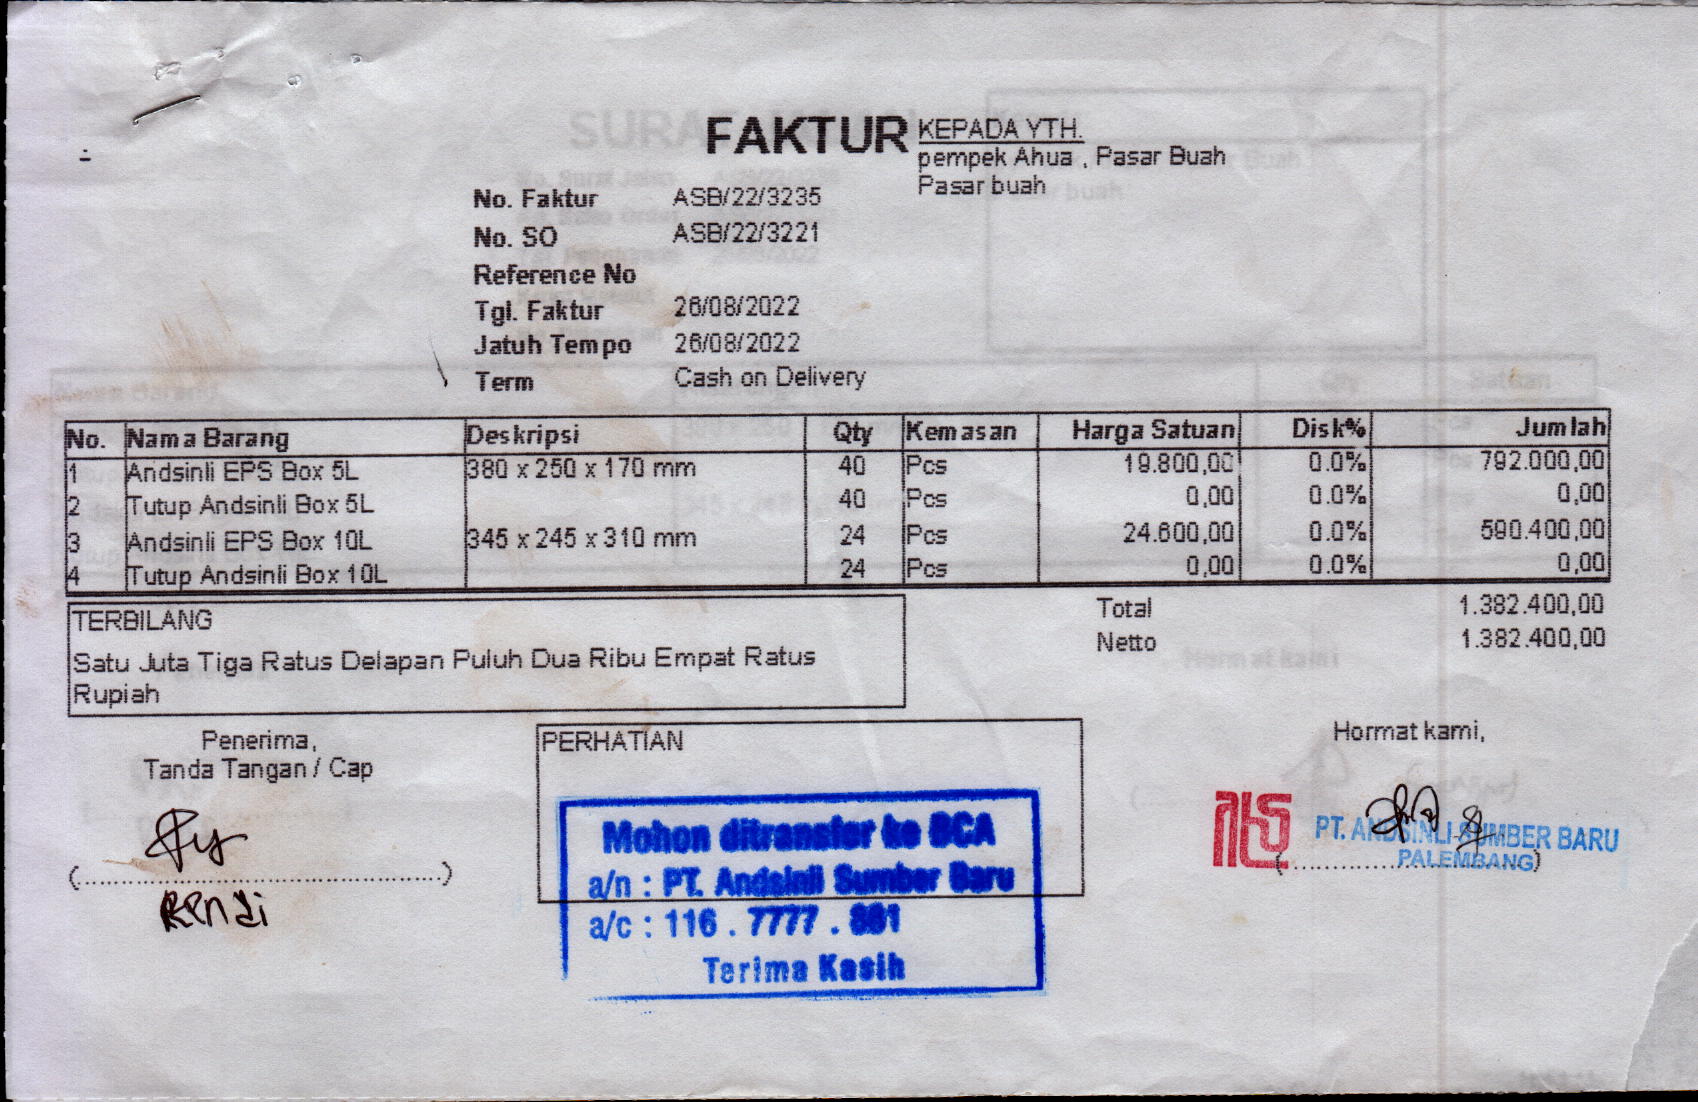 FAKTUR
KEPADA YTH.
pempek Ahua , Pasar Buah
Pasar buah
No. Faktur ASB/22/3235
No. SO ASB/22/3221
Reference No
Tgl. Faktur 26/08/2022
Jatuh Tempo 26/08/2022
Term Cash on Delivery
No. Nama Barang Deskripsi Qty Kemasan Harga Satuan Disk% Jumlah
1 Andsinli EPS Box 5L 380 x 250 x 170 mm 40 Pcs 19.800,00 0.0% 792.000,00
2 Tutup Andsinli Box 5L 40 Pcs 0,00 0.0% 0,00
3 Andsinli EPS Box 10L 345 x 245 x 310 mm 24 Pcs 24.600,00 0.0% 590.400,00
4 Tutup Andsinli Box 10L 24 Pcs 0,00 0.0% 0,00
Total 1.382.400,00
Netto 1.382.400,00
TERBILANG
Satu Juta Tiga Ratus Delapan Puluh Dua Ribu Empat Ratus
Rupiah
Penerima,
Tanda Tangan / Cap
Rendi
PERHATIAN
Mohon ditransfer ke BCA
a/n : PT. Andsinli Sumber Baru
a/c : 116 . 7777 . 881
Terima Kasih
Hormat kami,
PT. ANDSINLI SUMBER BARU
PALEMBANG